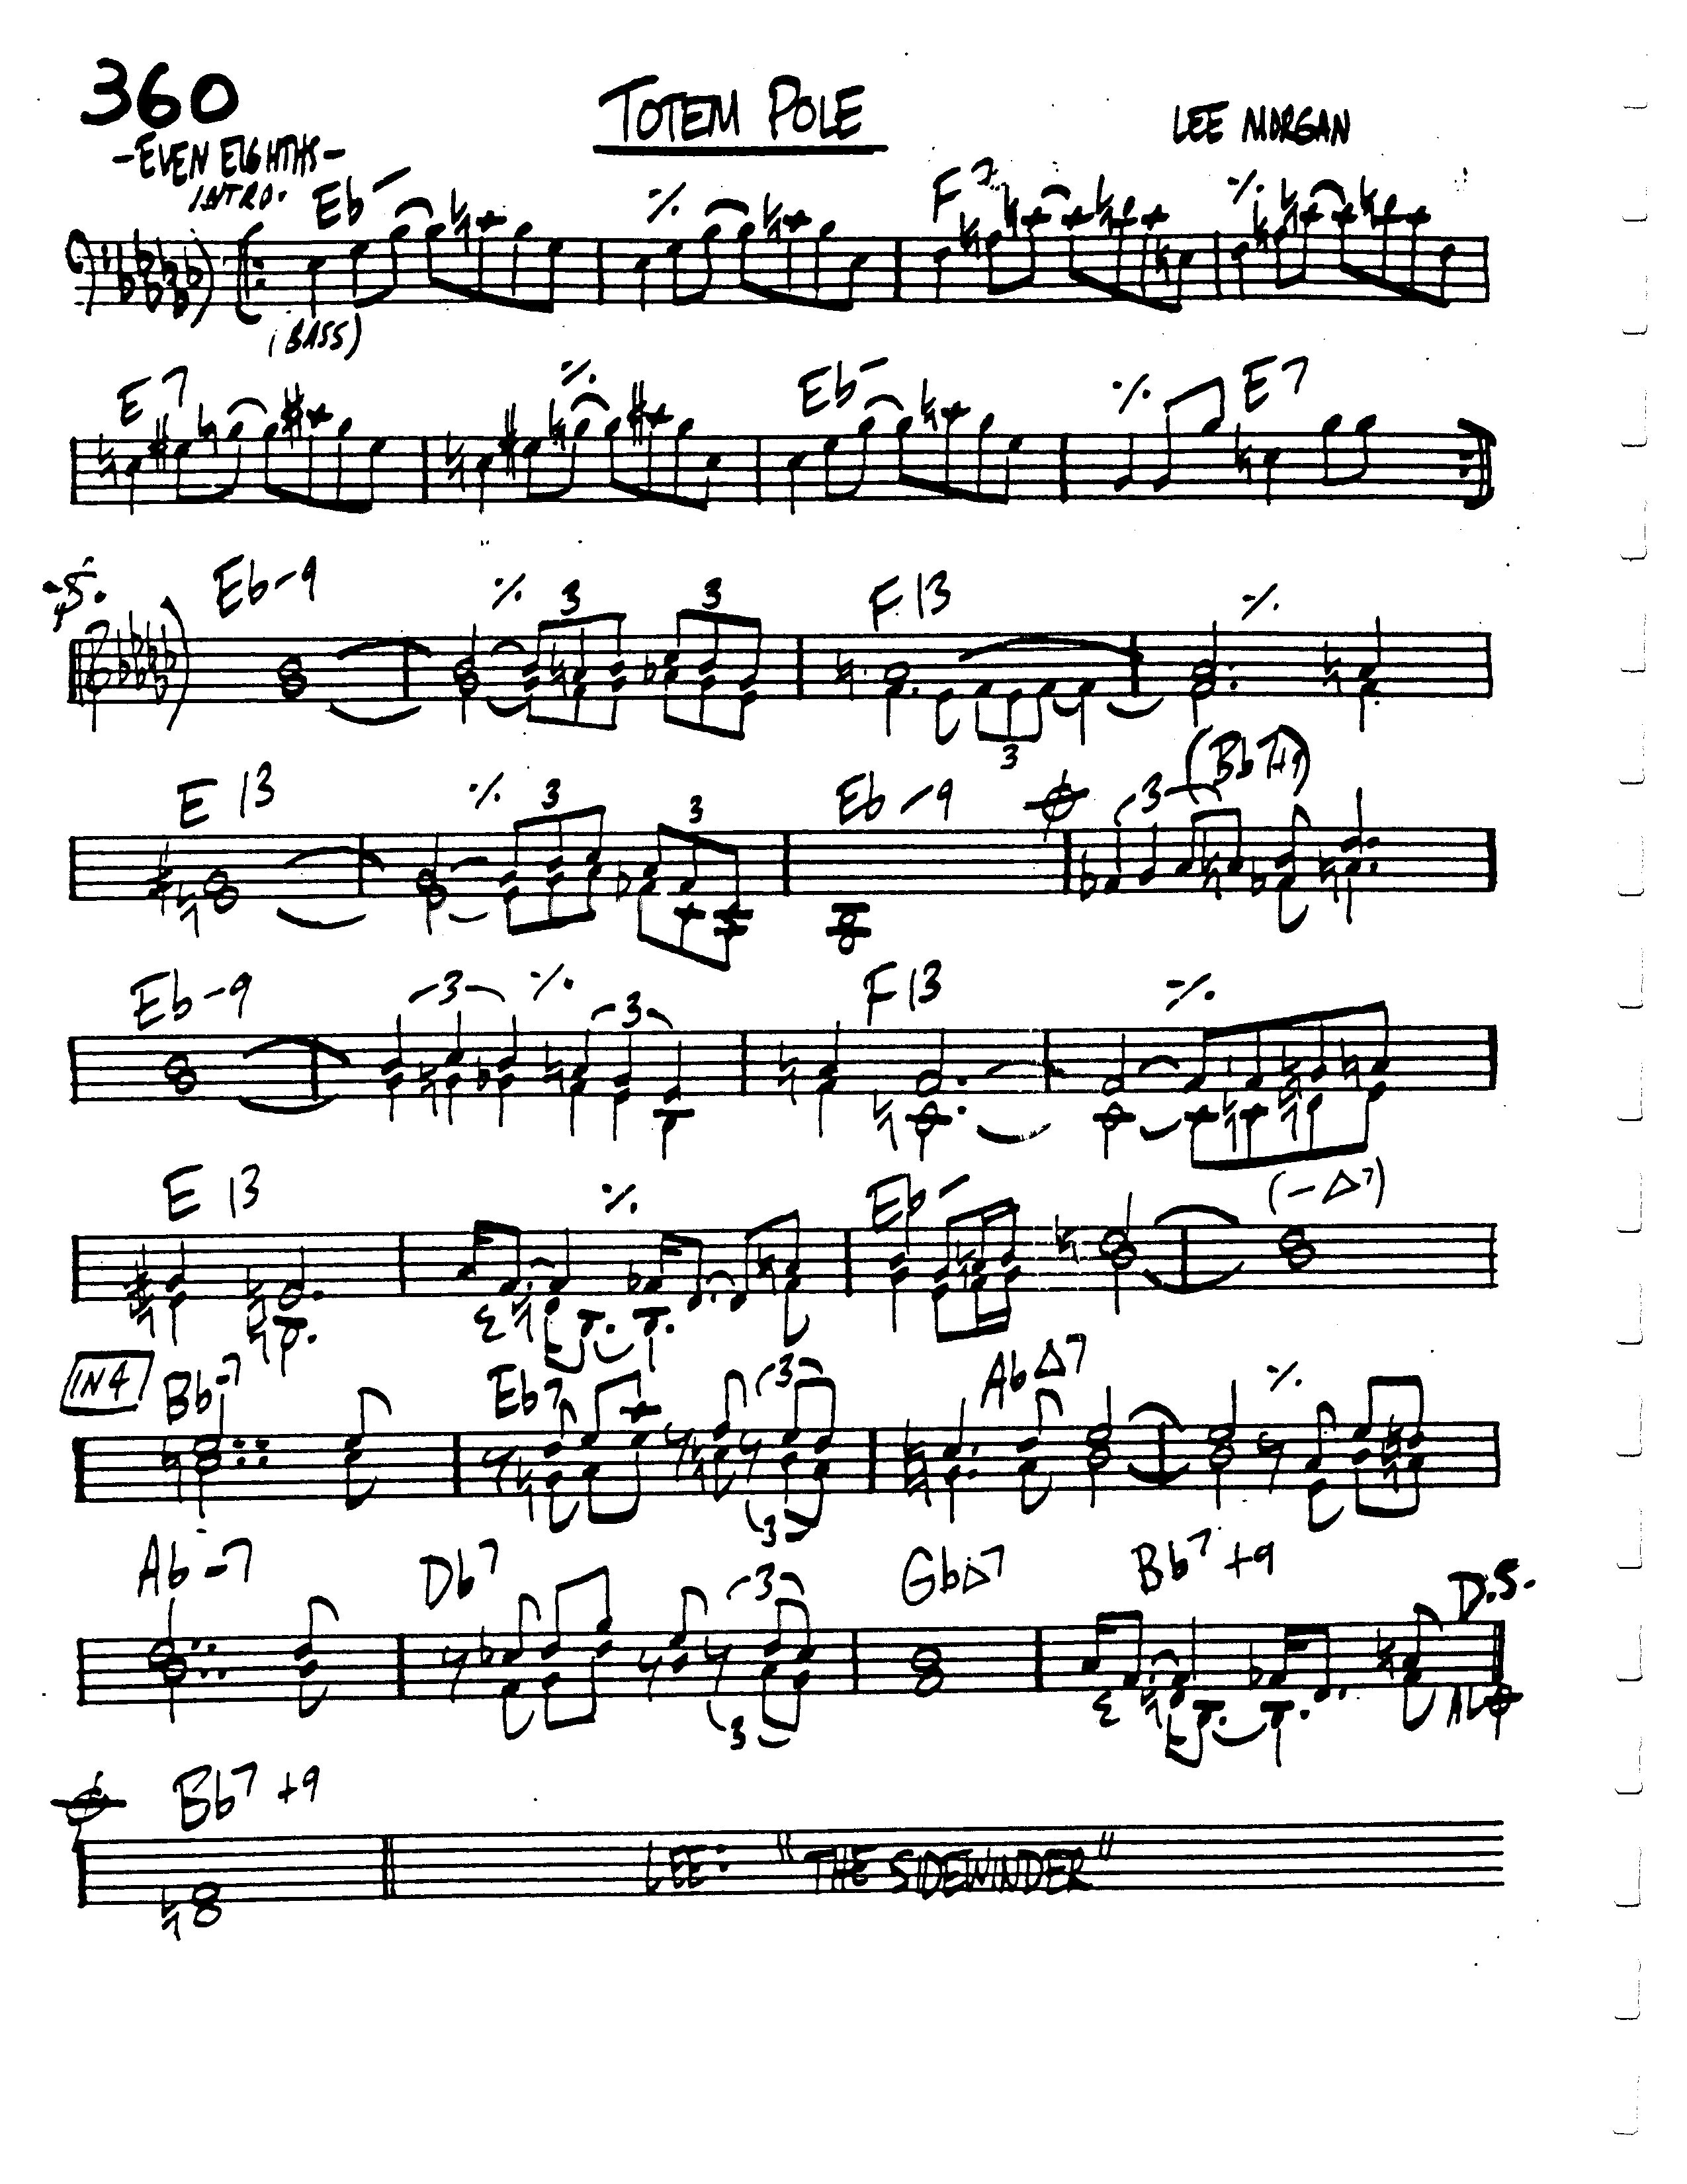 360
TOTEM POLE
LEE MORGAN
-EVEN EIGHTHS-
INTRO.
Eb- % F7 %
(BASS)
E7 % Eb- % E7
Eb-9 % 3 3 F13 %
3
E13 % 3 3 Eb-9 3 (Bb7+9)
Eb-9 3 % 3 F13 %
E13 % Eb- (-Δ7)
IN 4 Bb-7 Eb7 3 AbΔ7 %
3
Ab-7 Db7 3 GbΔ7 Bb7+9 D.S.
3 AL
Bb7+9
LEE: "THE SIDEWINDER"